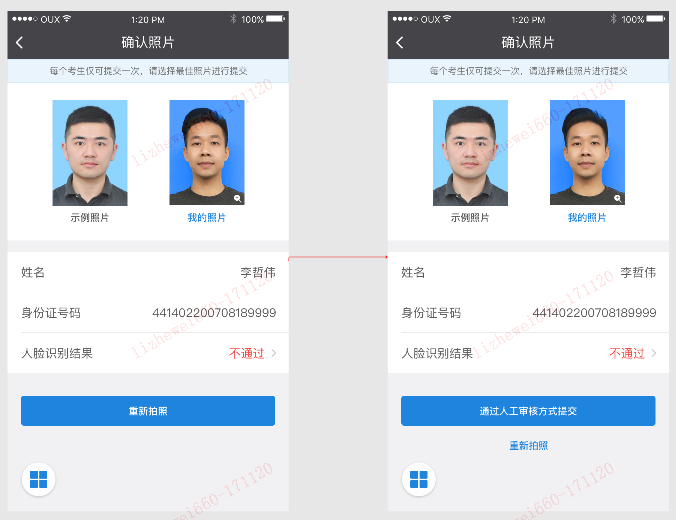 OUX 1:20 PM 100%
确认照片
每个考生仅可提交一次，请选择最佳照片进行提交
示例照片 我的照片
姓名 李哲伟
身份证号码 441402200708189999
人脸识别结果 不通过
重新拍照
lizhewei660-171120
lizhewei660-171120
lizhewei660-171120
OUX 1:20 PM 100%
确认照片
每个考生仅可提交一次，请选择最佳照片进行提交
示例照片 我的照片
姓名 李哲伟
身份证号码 441402200708189999
人脸识别结果 不通过
通过人工审核方式提交
重新拍照
lizhewei660-171120
lizhewei660-171120
lizhewei660-171120